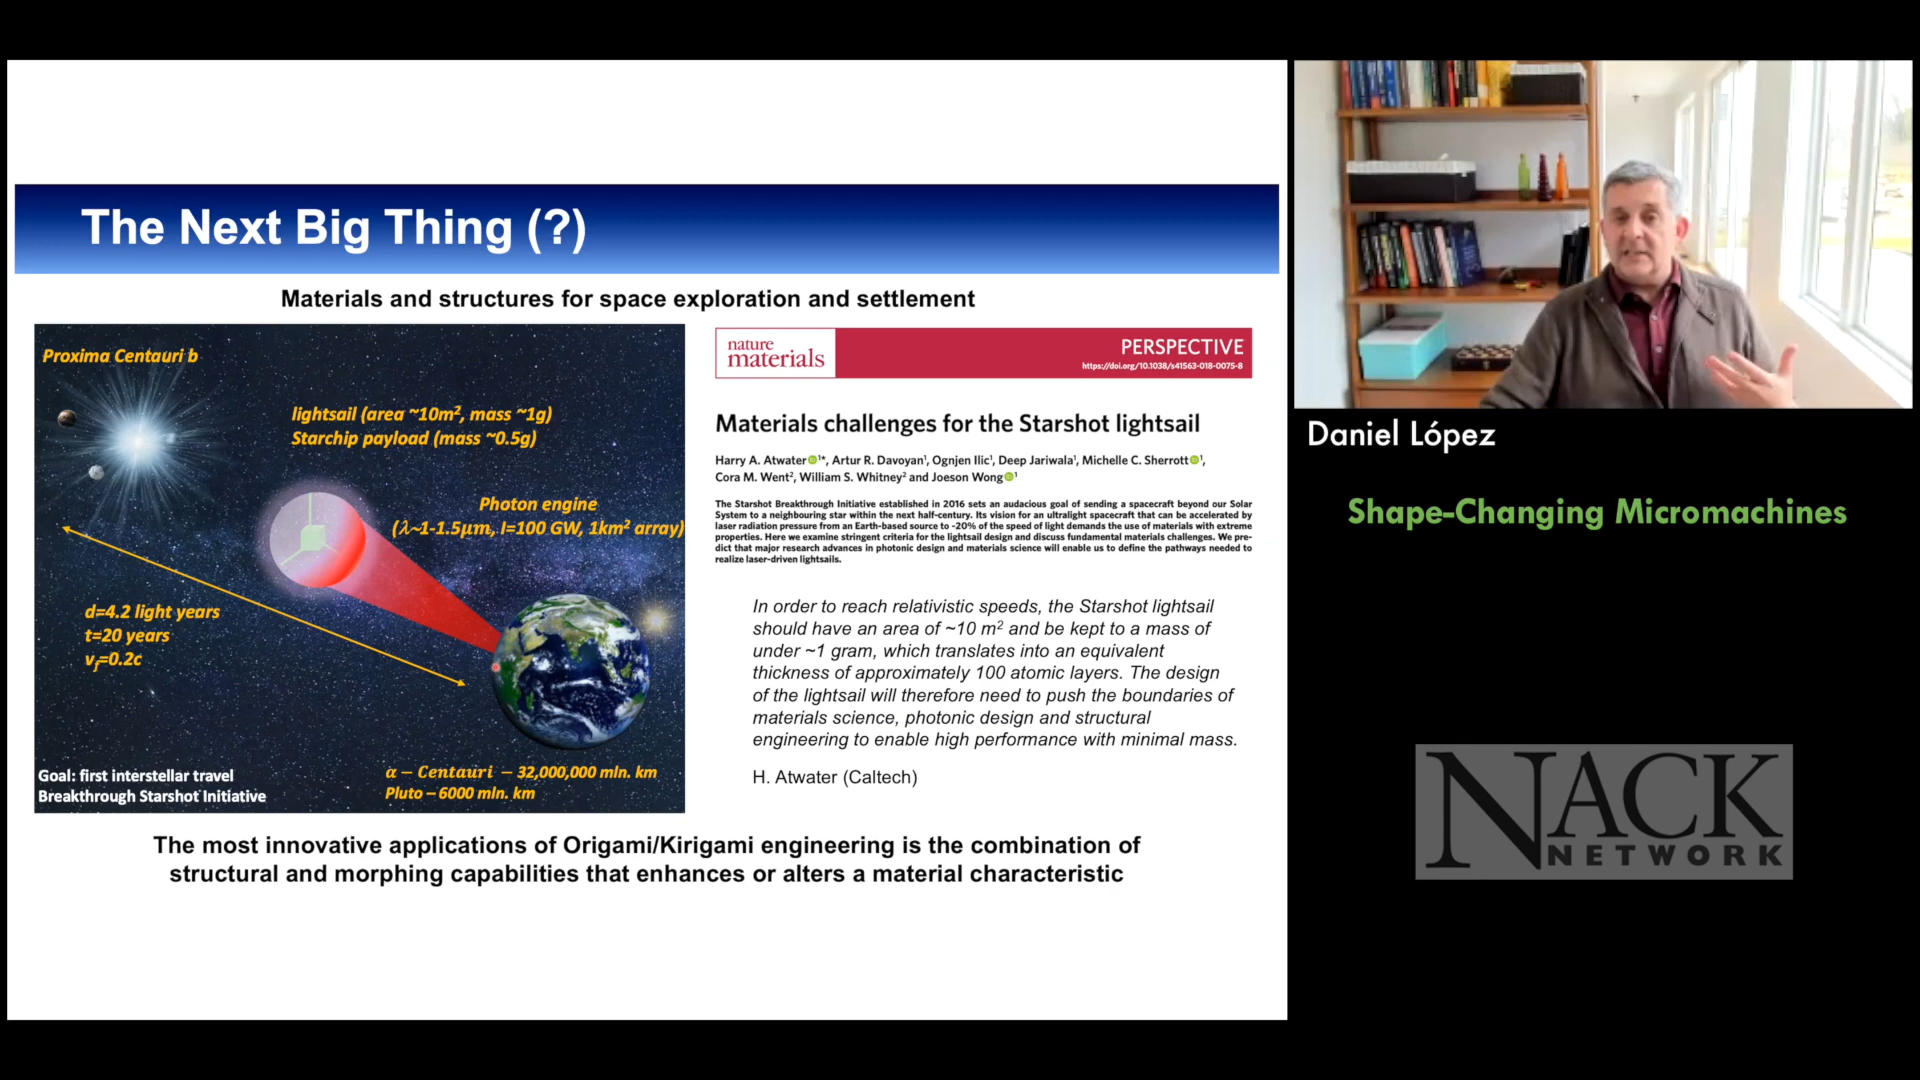 The Next Big Thing (?)
Materials and structures for space exploration and settlement
Proxima Centauri b
lightsail (area ~10m², mass ~1g)
Starchip payload (mass ~0.5g)
Photon engine
(λ~1-1.5μm, I=100 GW, 1km² array)
d=4.2 light years
t=20 years
v_f=0.2c
Goal: first interstellar travel
Breakthrough Starshot Initiative
α – Centauri – 32,000,000 mln. km
Pluto – 6000 mln. km
nature
materials
PERSPECTIVE
https://doi.org/10.1038/s41563-018-0075-8
Materials challenges for the Starshot lightsail
Harry A. Atwater¹*, Artur R. Davoyan¹, Ognjen Ilic¹, Deep Jariwala¹, Michelle C. Sherrott¹,
Cora M. Went², William S. Whitney² and Joeson Wong¹
The Starshot Breakthrough Initiative established in 2016 sets an audacious goal of sending a spacecraft beyond our Solar
System to a neighbouring star within the next half-century. Its vision for an ultralight spacecraft that can be accelerated by
laser radiation pressure from an Earth-based source to ~20% of the speed of light demands the use of materials with extreme
properties. Here we examine stringent criteria for the lightsail design and discuss fundamental materials challenges. We pre-
dict that major research advances in photonic design and materials science will enable us to define the pathways needed to
realize laser-driven lightsails.
In order to reach relativistic speeds, the Starshot lightsail
should have an area of ~10 m² and be kept to a mass of
under ~1 gram, which translates into an equivalent
thickness of approximately 100 atomic layers. The design
of the lightsail will therefore need to push the boundaries of
materials science, photonic design and structural
engineering to enable high performance with minimal mass.
H. Atwater (Caltech)
The most innovative applications of Origami/Kirigami engineering is the combination of
structural and morphing capabilities that enhances or alters a material characteristic
Daniel López
Shape-Changing Micromachines
NACK
NETWORK